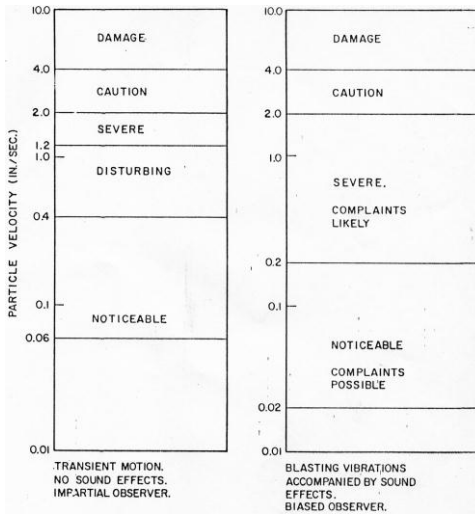 PARTICLE VELOCITY (IN./SEC.)
10.0
DAMAGE
4.0
CAUTION
2.0
SEVERE
1.2
1.0
DISTURBING
0.4
0.1
NOTICEABLE
0.06
0.01
TRANSIENT MOTION.
NO SOUND EFFECTS.
IMPARTIAL OBSERVER.
10.0
DAMAGE
4.0
CAUTION
2.0
1.0
SEVERE.
COMPLAINTS
LIKELY
0.2
0.1
NOTICEABLE
COMPLAINTS
POSSIBLE
0.02
0.01
BLASTING VIBRATIONS
ACCOMPANIED BY SOUND
EFFECTS.
BIASED OBSERVER.